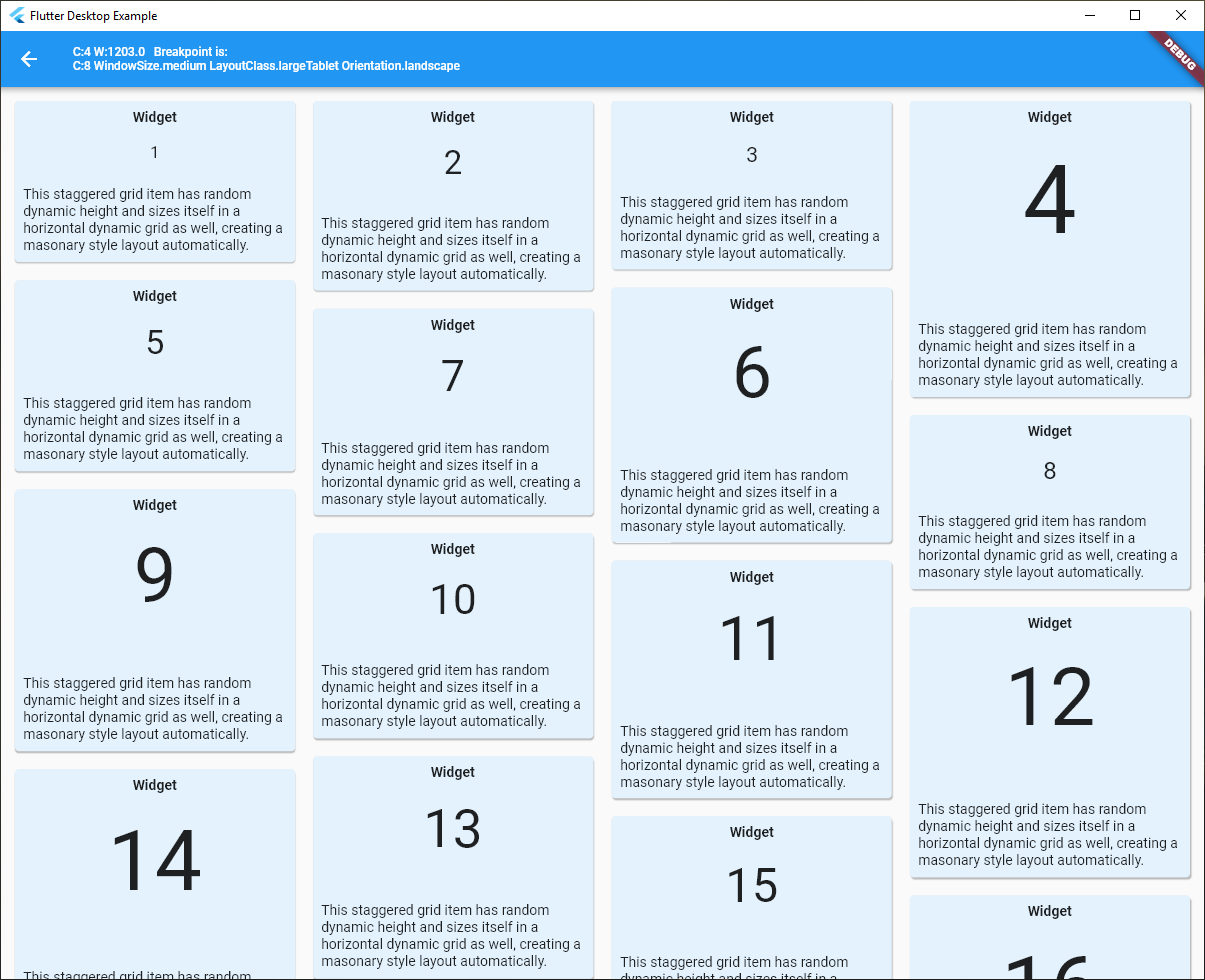 Flutter Desktop Example
C:4 W:1203.0 Breakpoint is:
C:8 WindowSize.medium LayoutClass.largeTablet Orientation.landscape
DEBUG
Widget
1
This staggered grid item has random
dynamic height and sizes itself in a
horizontal dynamic grid as well, creating a
masonary style layout automatically.
Widget
2
This staggered grid item has random
dynamic height and sizes itself in a
horizontal dynamic grid as well, creating a
masonary style layout automatically.
Widget
3
This staggered grid item has random
dynamic height and sizes itself in a
horizontal dynamic grid as well, creating a
masonary style layout automatically.
Widget
4
This staggered grid item has random
dynamic height and sizes itself in a
horizontal dynamic grid as well, creating a
masonary style layout automatically.
Widget
5
This staggered grid item has random
dynamic height and sizes itself in a
horizontal dynamic grid as well, creating a
masonary style layout automatically.
Widget
7
This staggered grid item has random
dynamic height and sizes itself in a
horizontal dynamic grid as well, creating a
masonary style layout automatically.
Widget
6
This staggered grid item has random
dynamic height and sizes itself in a
horizontal dynamic grid as well, creating a
masonary style layout automatically.
Widget
8
This staggered grid item has random
dynamic height and sizes itself in a
horizontal dynamic grid as well, creating a
masonary style layout automatically.
Widget
9
This staggered grid item has random
dynamic height and sizes itself in a
horizontal dynamic grid as well, creating a
masonary style layout automatically.
Widget
10
This staggered grid item has random
dynamic height and sizes itself in a
horizontal dynamic grid as well, creating a
masonary style layout automatically.
Widget
11
This staggered grid item has random
dynamic height and sizes itself in a
horizontal dynamic grid as well, creating a
masonary style layout automatically.
Widget
12
This staggered grid item has random
dynamic height and sizes itself in a
horizontal dynamic grid as well, creating a
masonary style layout automatically.
Widget
14
This staggered grid item has random
Widget
13
This staggered grid item has random
dynamic height and sizes itself in a
horizontal dynamic grid as well, creating a
masonary style layout automatically.
Widget
15
This staggered grid item has random
dynamic height and sizes itself in a
Widget
16